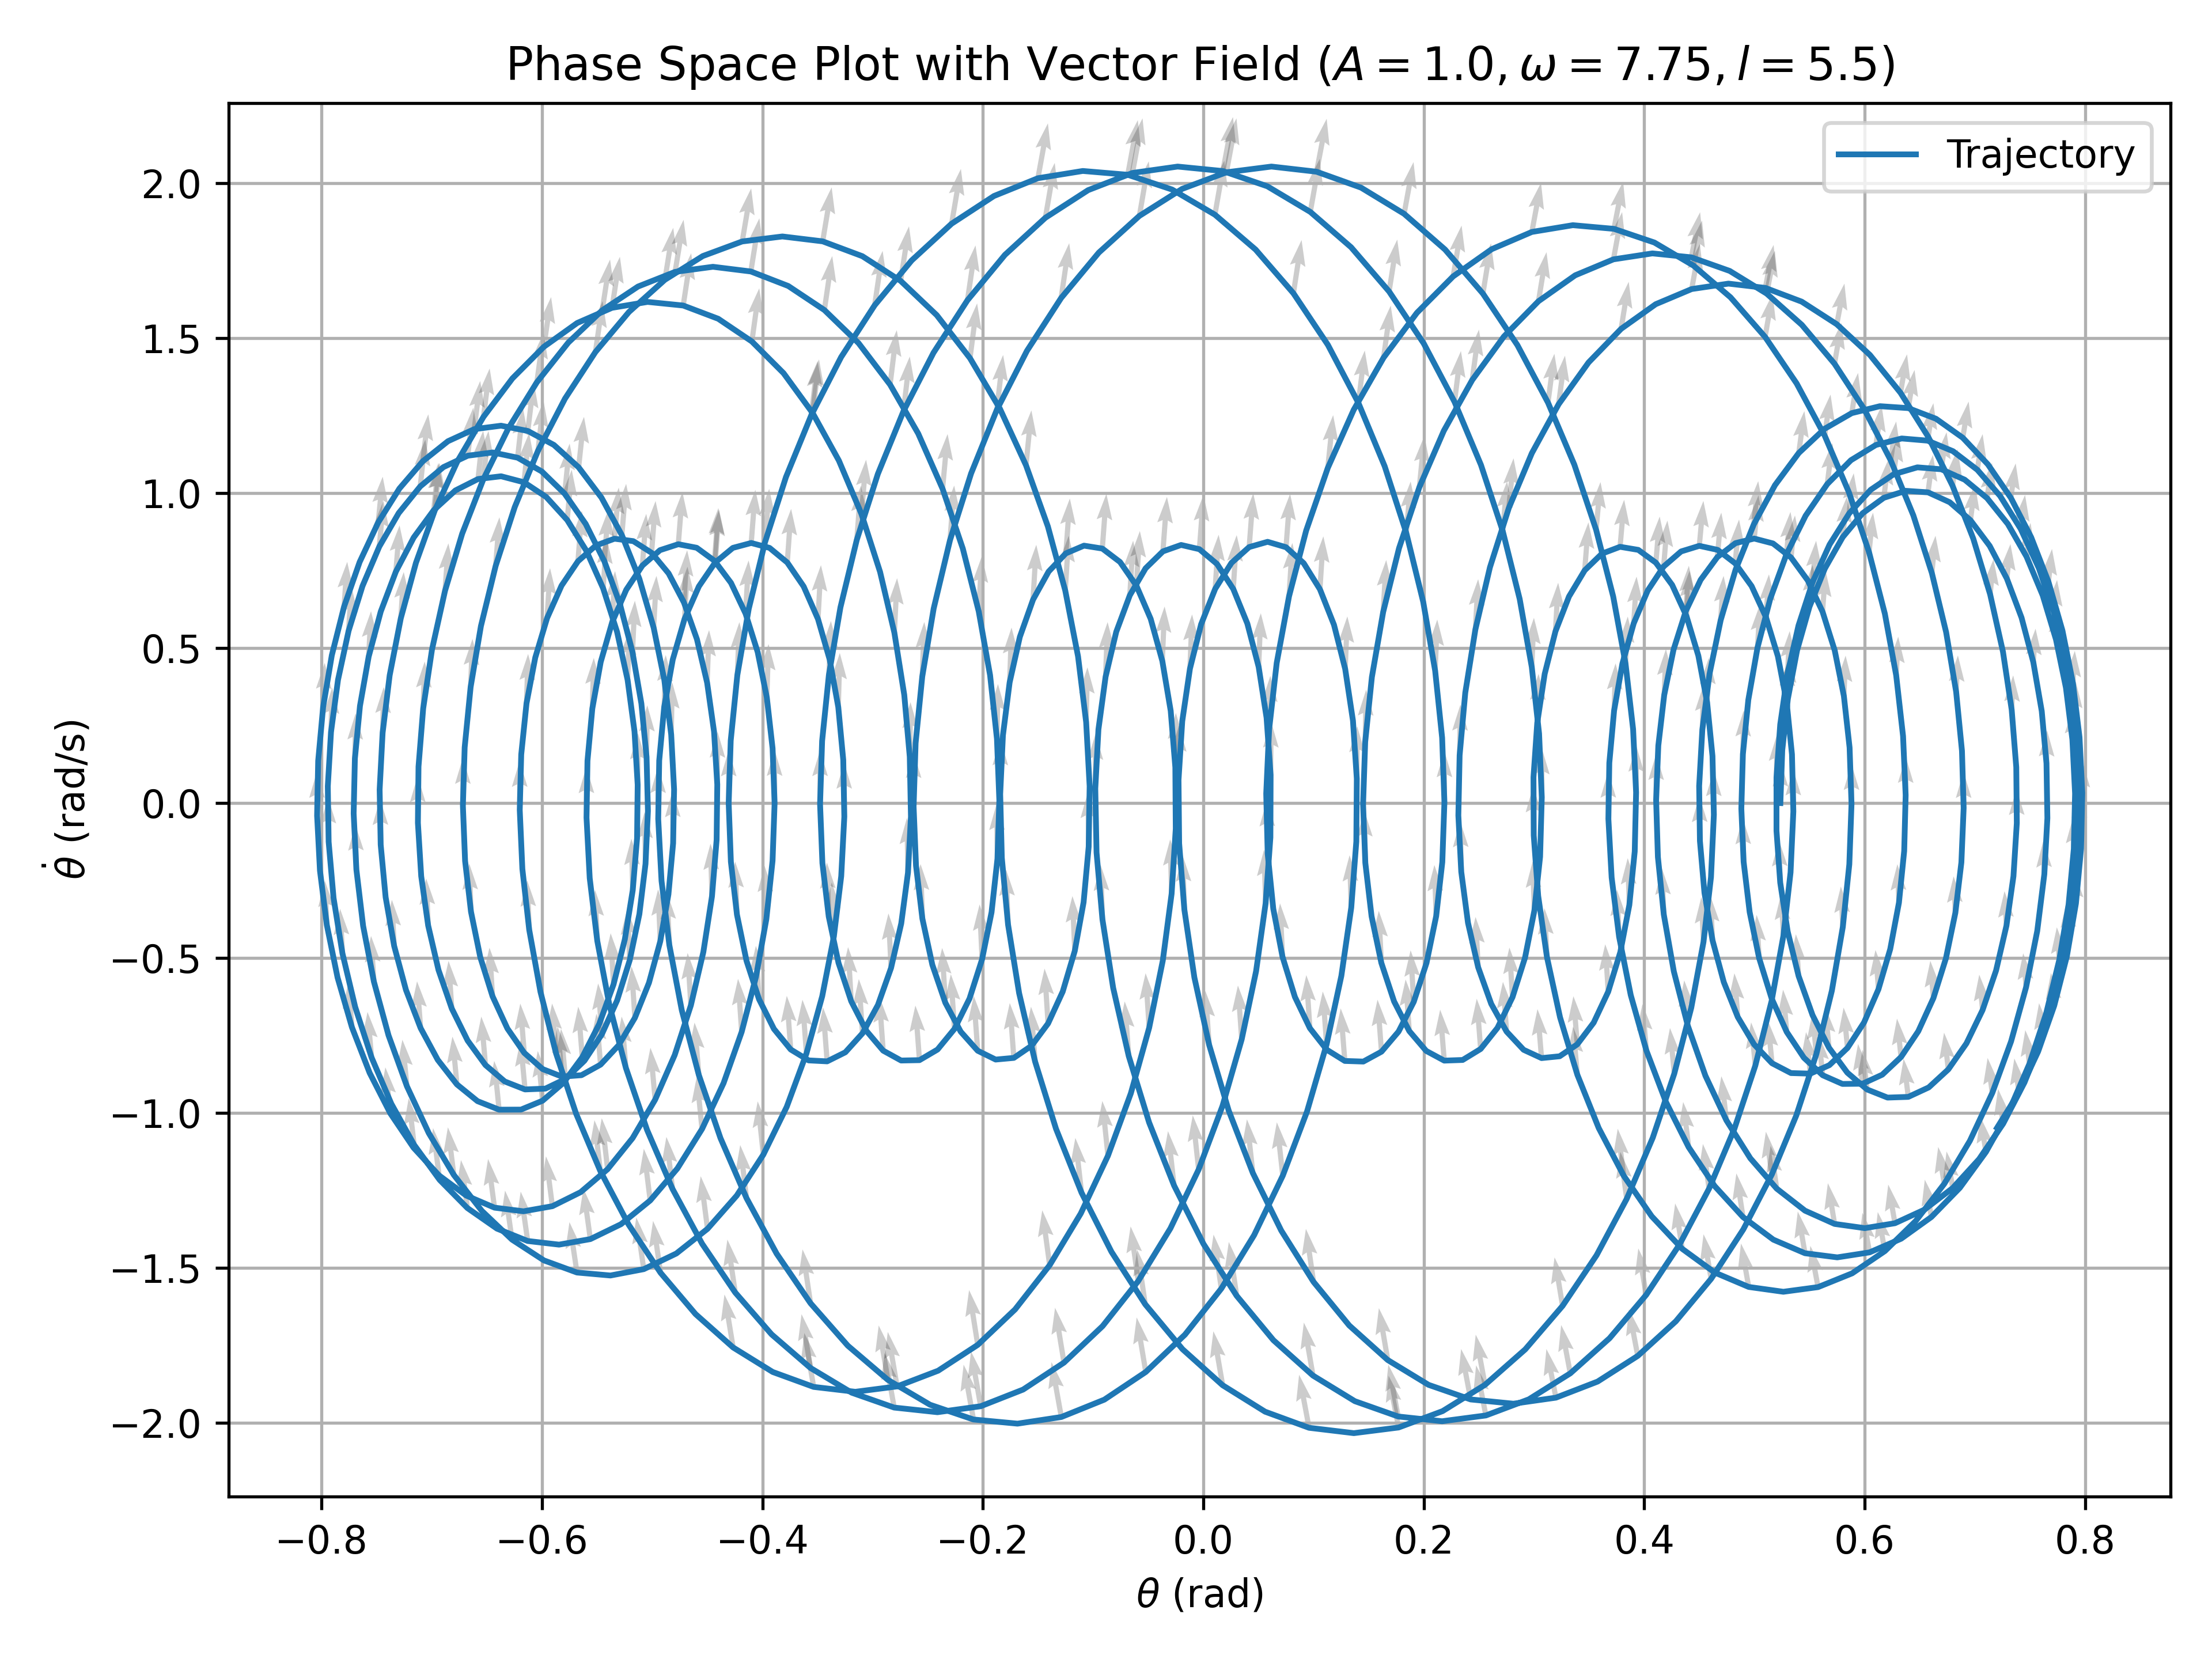 Phase Space Plot with Vector Field (A = 1.0, ω = 7.75, l = 5.5)
Trajectory
2.0
1.5
1.0
0.5
0.0
−0.5
−1.0
−1.5
−2.0
θ̇ (rad/s)
−0.8 −0.6 −0.4 −0.2 0.0 0.2 0.4 0.6 0.8
θ (rad)